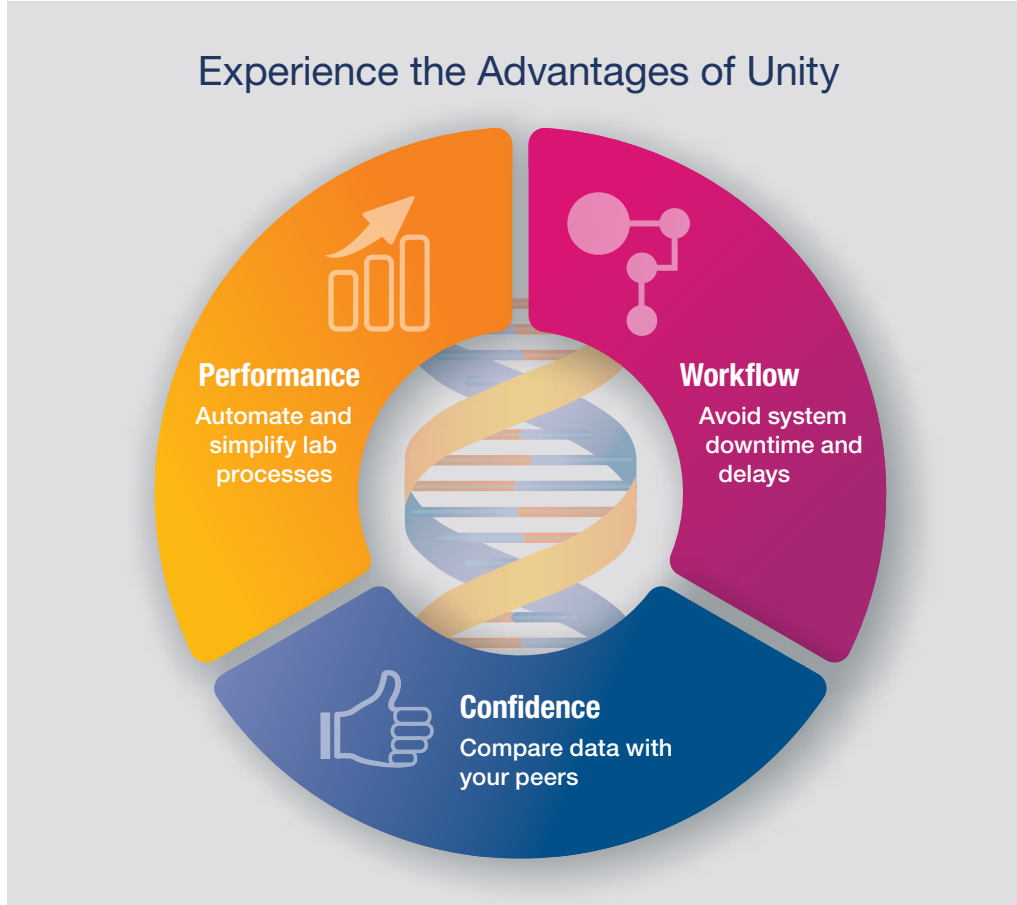 Experience the Advantages of Unity
Performance
Automate and
simplify lab
processes
Workflow
Avoid system
downtime and
delays
Confidence
Compare data with
your peers